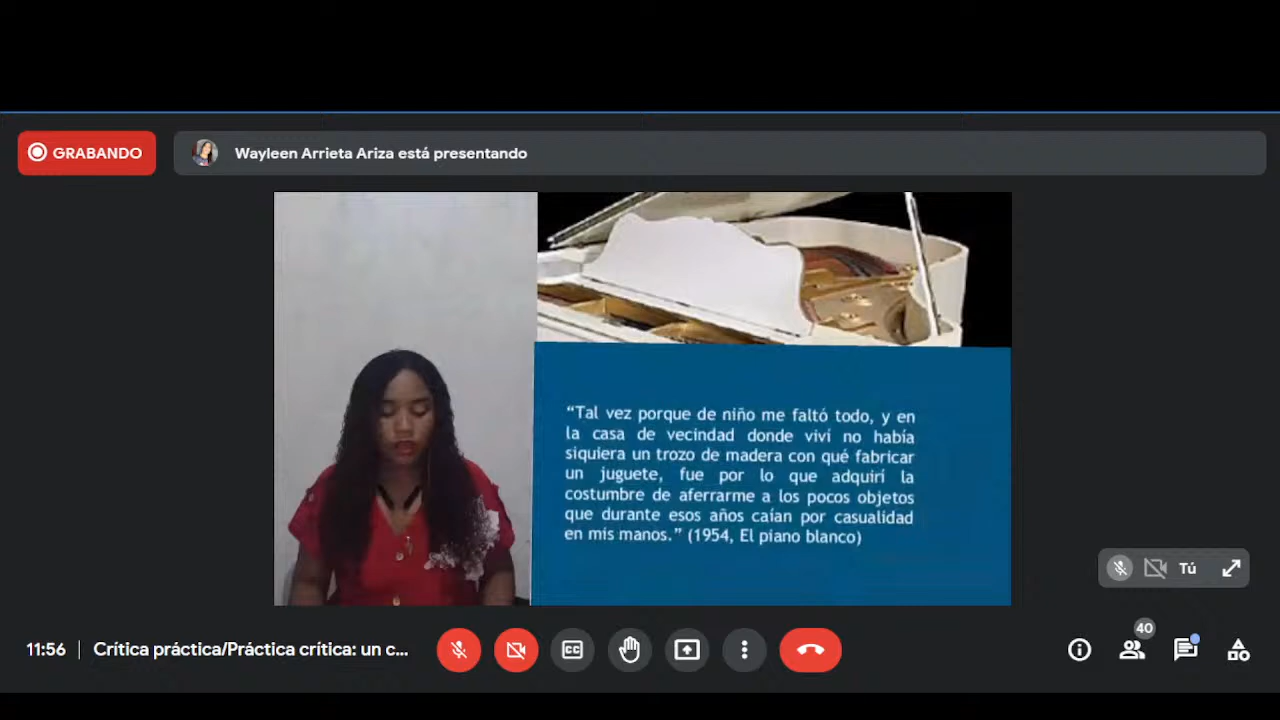 GRABANDO
Wayleen Arrieta Ariza está presentando
“Tal vez porque de niño me faltó todo, y en
la casa de vecindad donde viví no había
siquiera un trozo de madera con qué fabricar
un juguete, fue por lo que adquirí la
costumbre de aferrarme a los pocos objetos
que durante esos años caían por casualidad
en mis manos.” (1954, El piano blanco)
Tú
40
11:56
Crítica práctica/Práctica crítica: un c...
CC